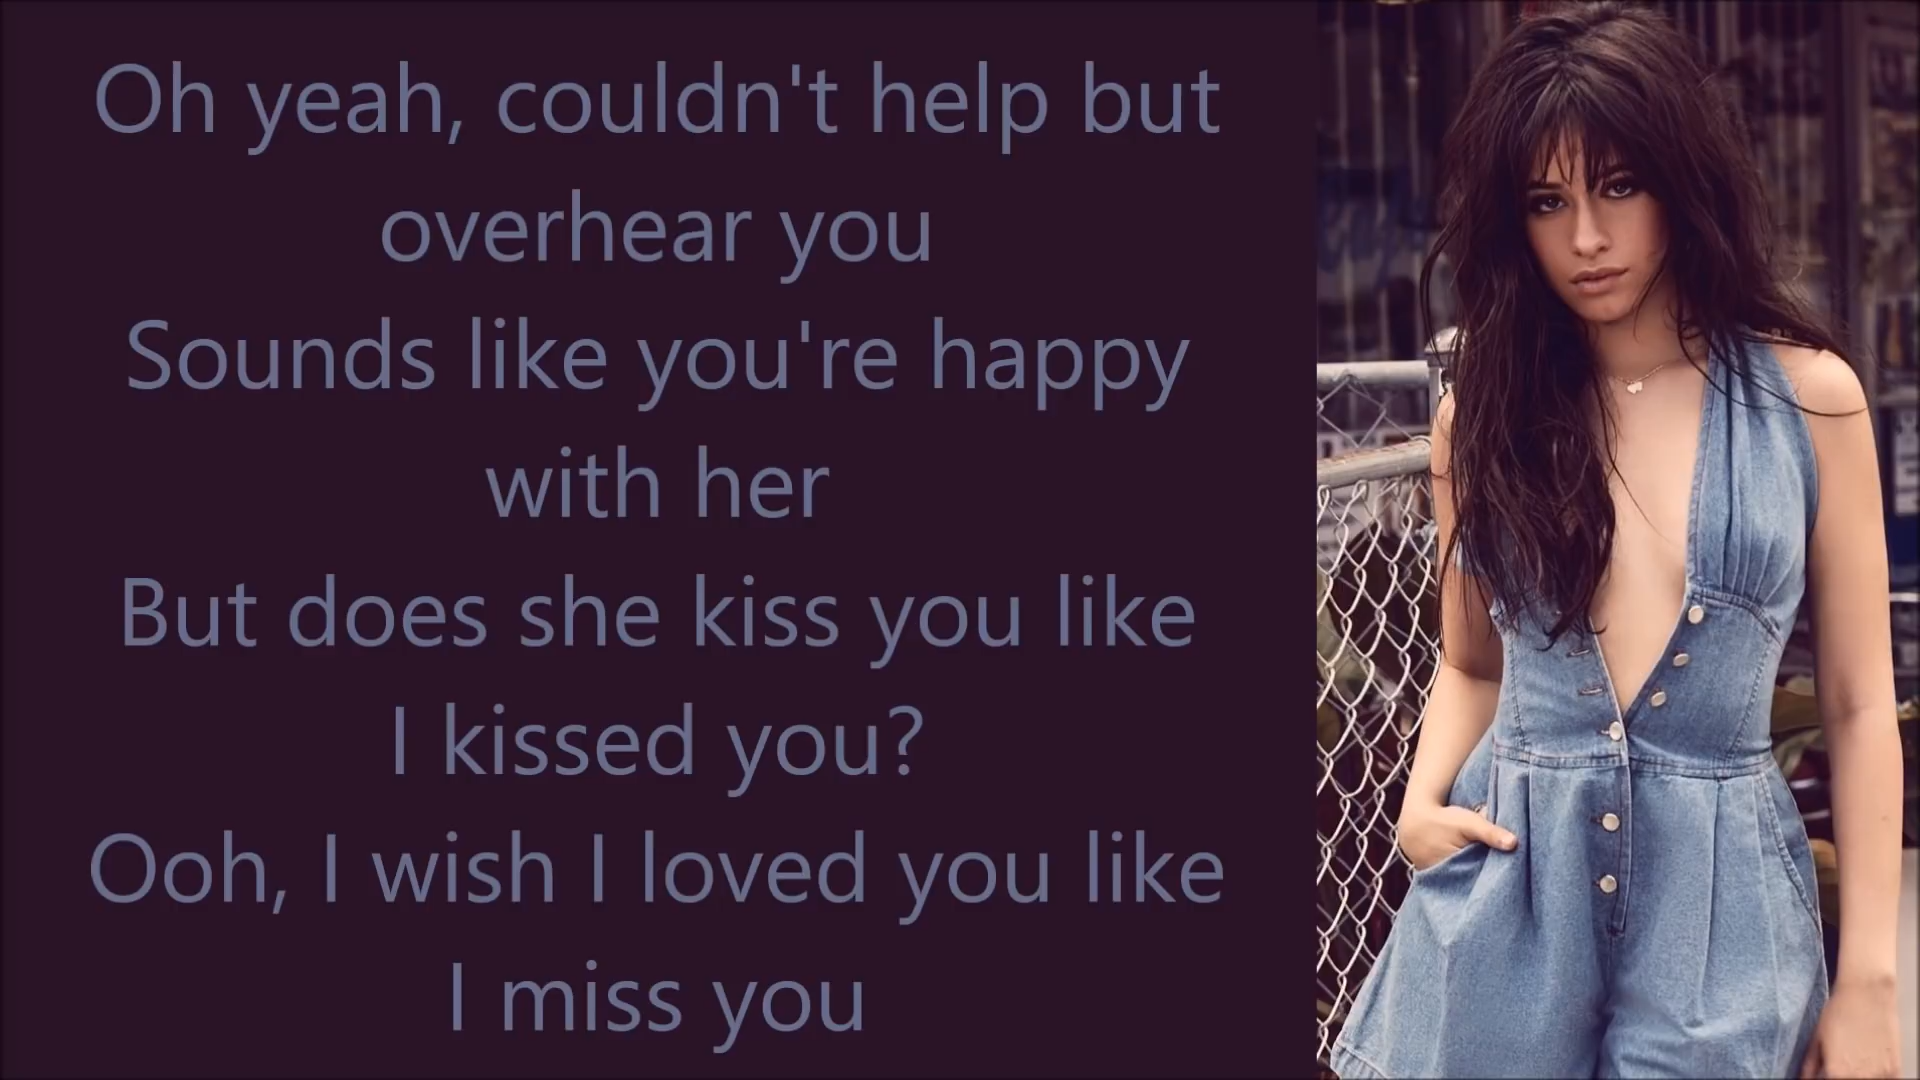 Oh yeah, couldn't help but
overhear you
Sounds like you're happy
with her
But does she kiss you like
I kissed you?
Ooh, I wish I loved you like
I miss you